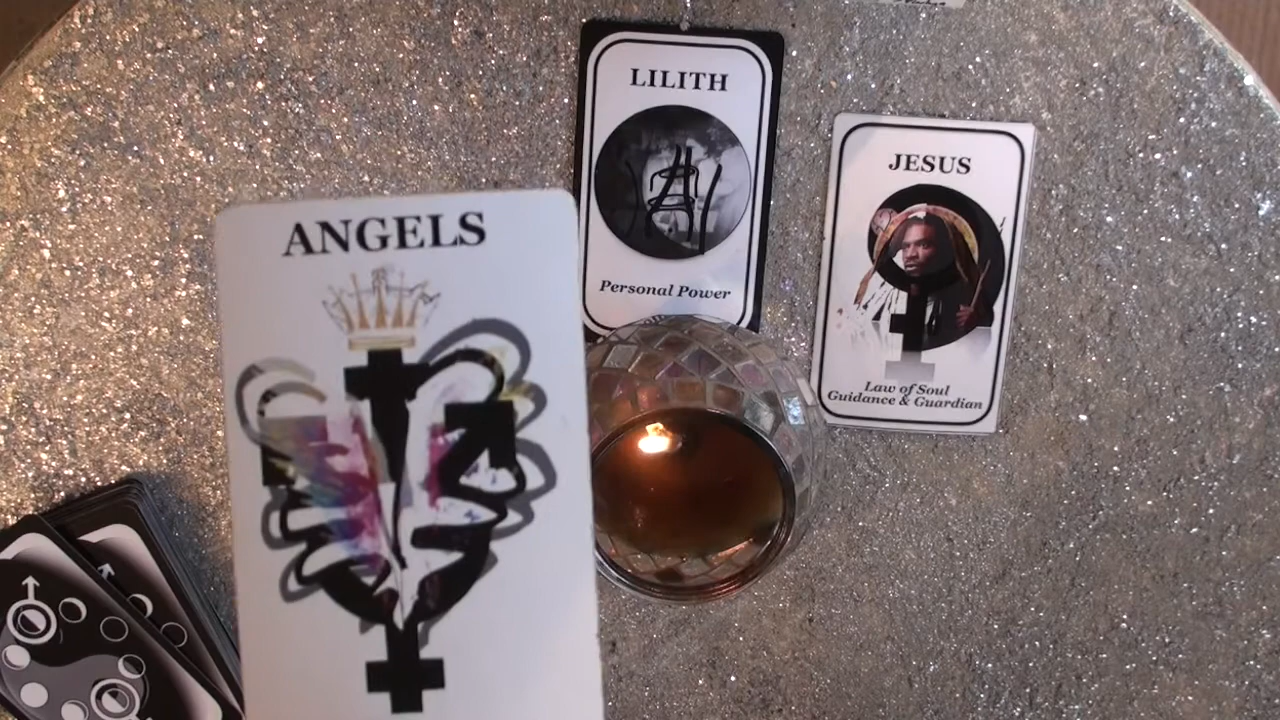 LILITH
Personal Power
JESUS
Law of Soul
Guidance & Guardian
ANGELS